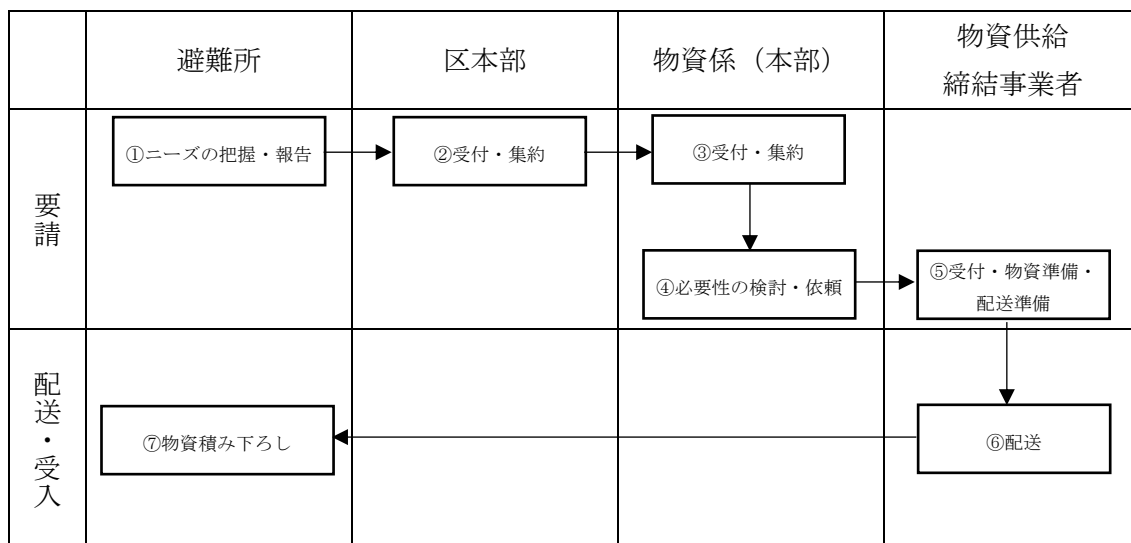 避難所
区本部
物資係（本部）
物資供給
締結事業者
要請
①ニーズの把握・報告
②受付・集約
③受付・集約
④必要性の検討・依頼
⑤受付・物資準備・
配送準備
配送・受入
⑦物資積み下ろし
⑥配送